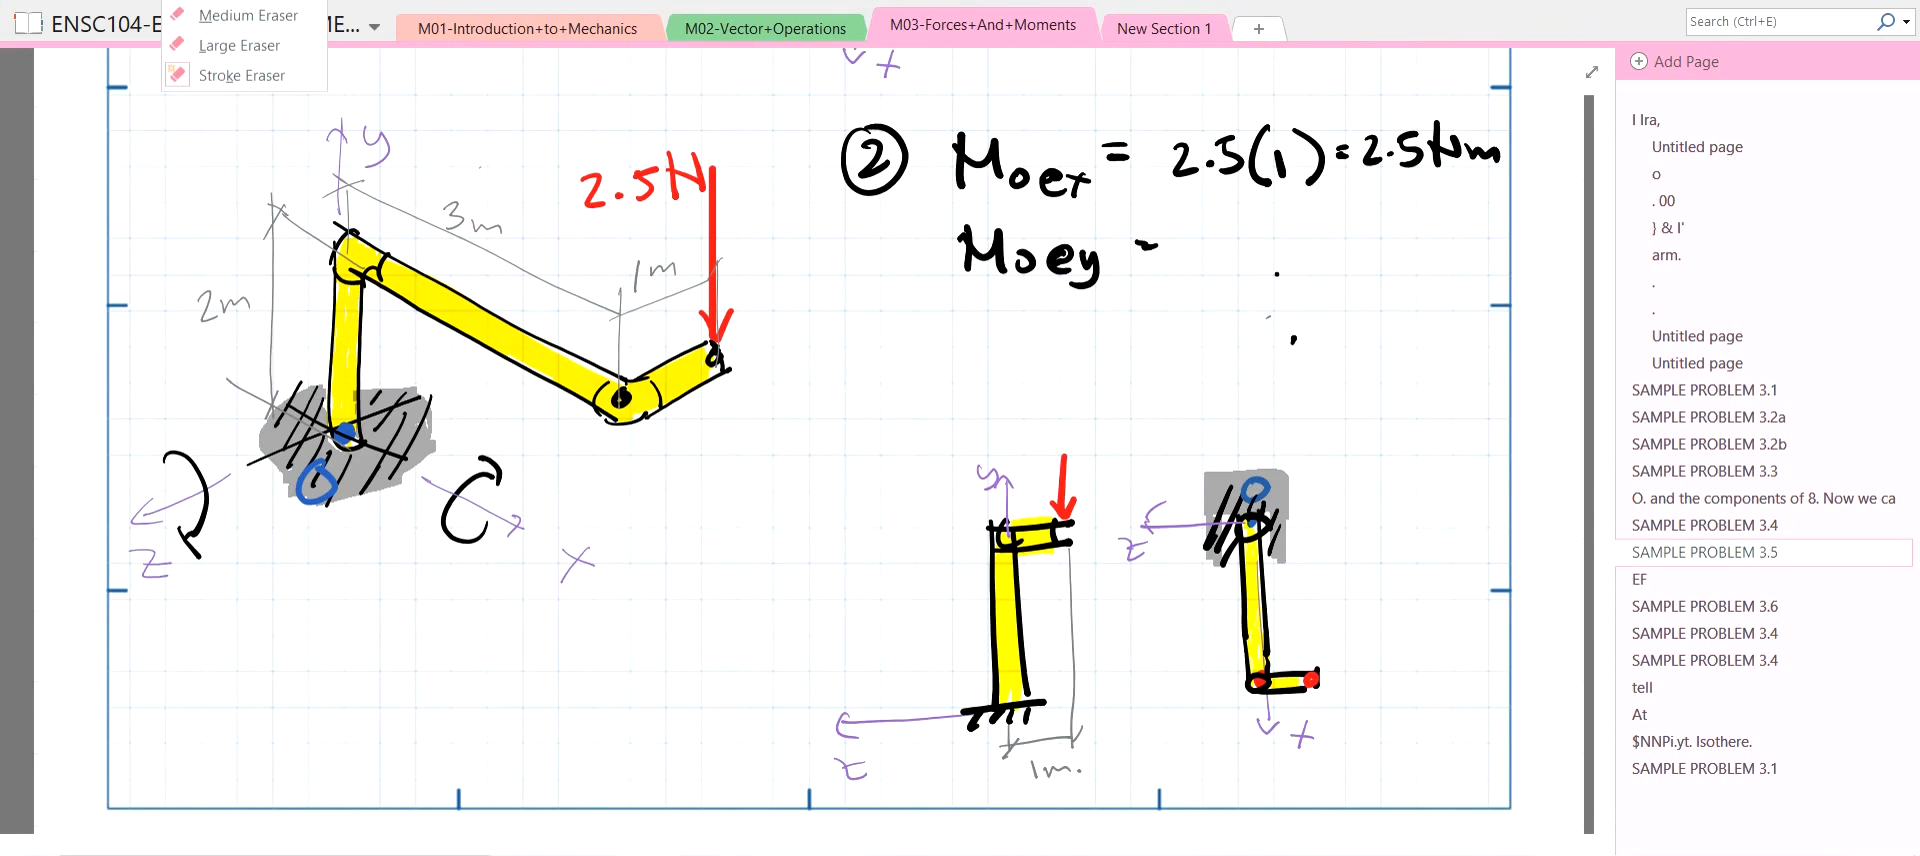 ENSC104-E
ME...
Medium Eraser
Large Eraser
Stroke Eraser
M01-Introduction+to+Mechanics
M02-Vector+Operations
M03-Forces+And+Moments
New Section 1
+
Search (Ctrl+E)
Add Page
I Ira,
Untitled page
o
. 00
} & I'
arm.
.
.
Untitled page
Untitled page
SAMPLE PROBLEM 3.1
SAMPLE PROBLEM 3.2a
SAMPLE PROBLEM 3.2b
SAMPLE PROBLEM 3.3
O. and the components of 8. Now we ca
SAMPLE PROBLEM 3.4
SAMPLE PROBLEM 3.5
EF
SAMPLE PROBLEM 3.6
SAMPLE PROBLEM 3.4
SAMPLE PROBLEM 3.4
tell
At
$NNPi.yt. Isothere.
SAMPLE PROBLEM 3.1
x
y
2.5N
3m
1m
2m
O
z
x
② Moex = 2.5(1) = 2.5Nm
Moey =
y
z
1m.
O
z
x